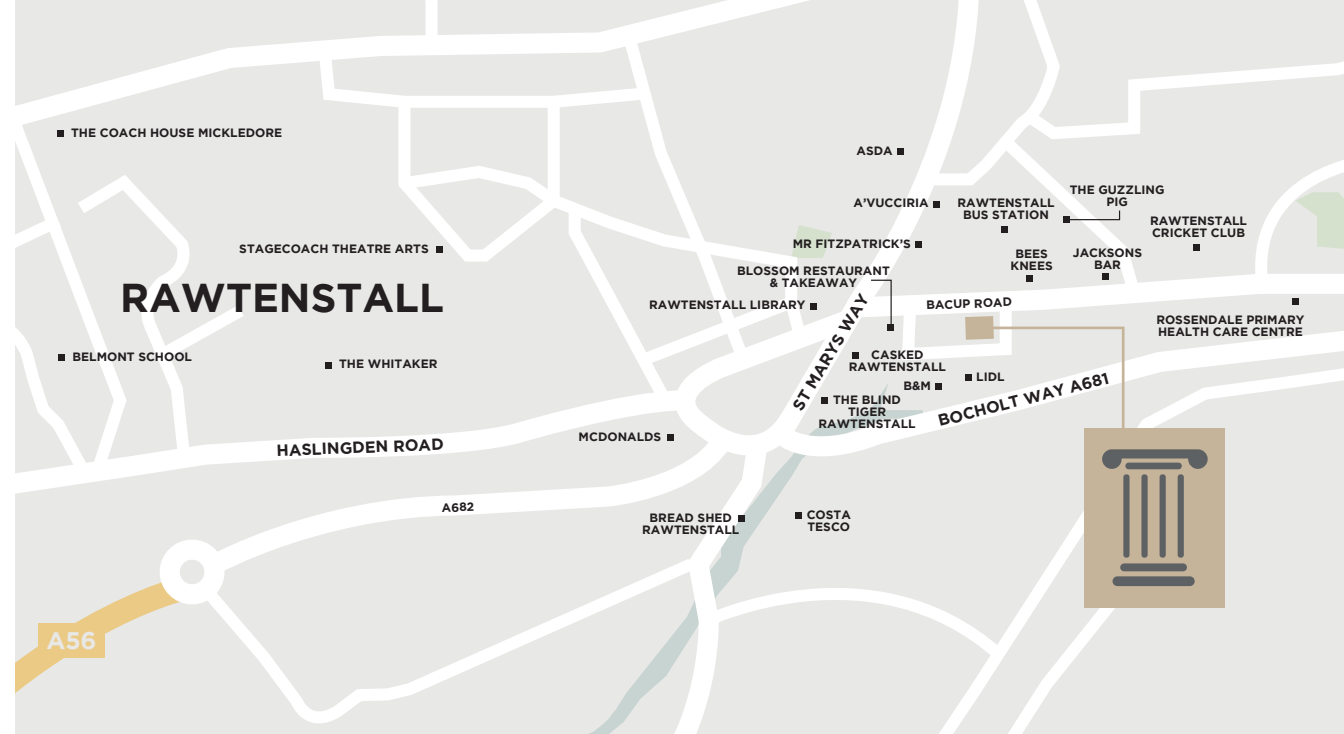 THE COACH HOUSE MICKLEDORE
ASDA
A'VUCCIRIA
RAWTENSTALL
BUS STATION
THE GUZZLING
PIG
RAWTENSTALL
CRICKET CLUB
STAGECOACH THEATRE ARTS
MR FITZPATRICK'S
BEES
KNEES
JACKSONS
BAR
BLOSSOM RESTAURANT
& TAKEAWAY
RAWTENSTALL
RAWTENSTALL LIBRARY
BACUP ROAD
ROSSENDALE PRIMARY
HEALTH CARE CENTRE
ST MARYS WAY
BELMONT SCHOOL
THE WHITAKER
CASKED
RAWTENSTALL
B&M
LIDL
BOCHOLT WAY A681
THE BLIND
TIGER
RAWTENSTALL
HASLINGDEN ROAD
MCDONALDS
A682
BREAD SHED
RAWTENSTALL
COSTA
TESCO
A56